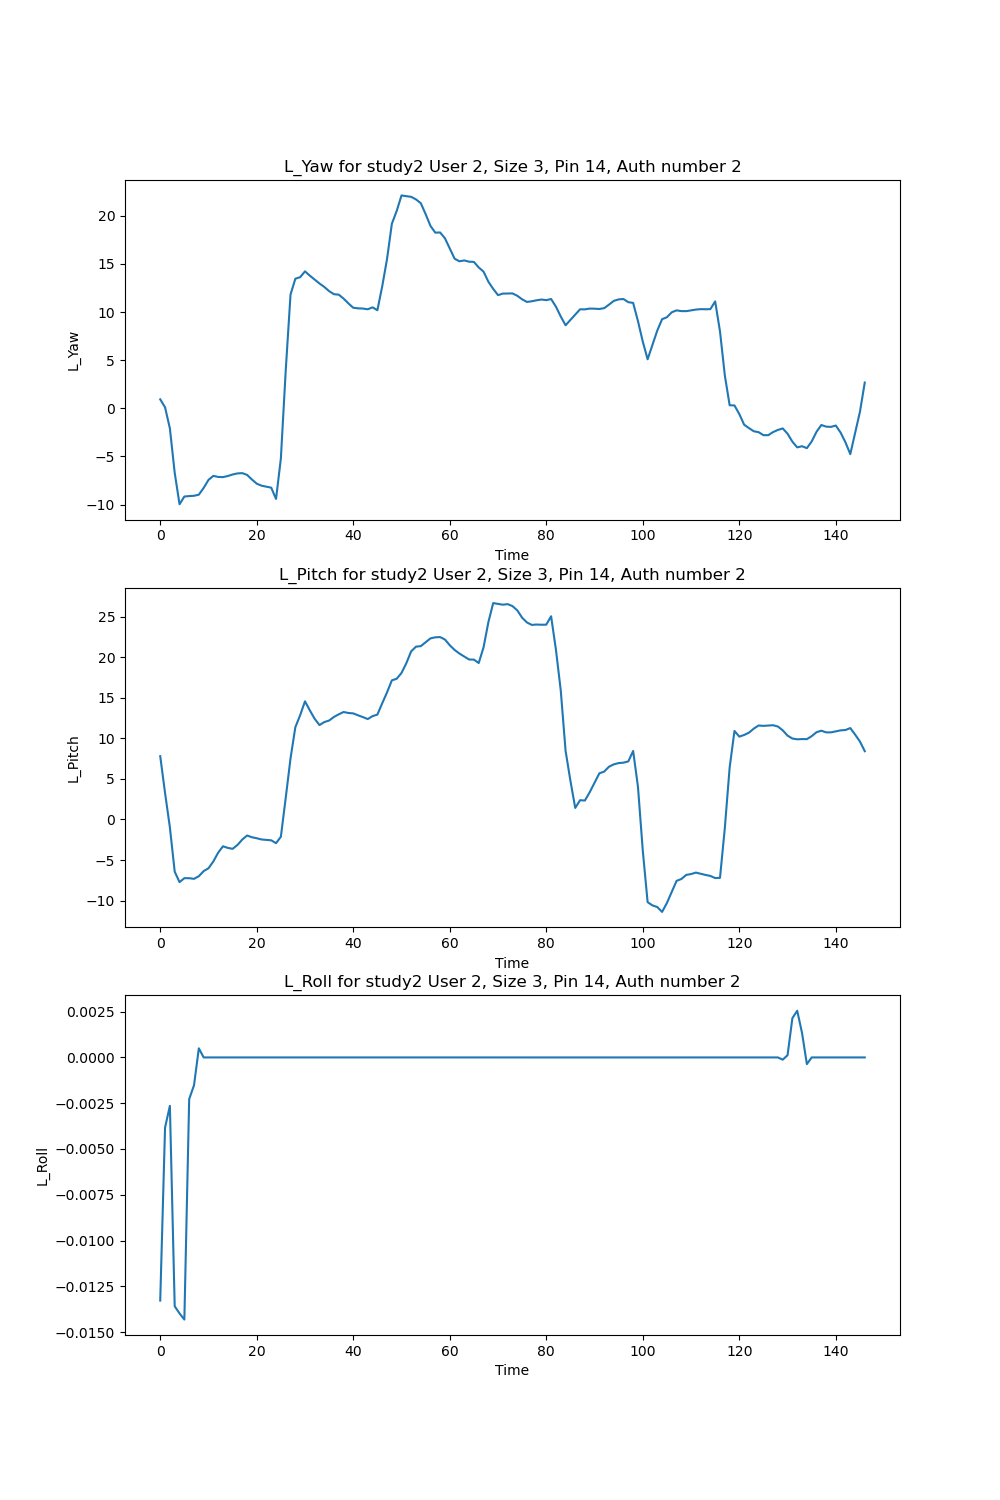 L_Yaw for study2 User 2, Size 3, Pin 14, Auth number 2
20
15
10
5
0
−5
−10
L_Yaw
0 20 40 60 80 100 120 140
Time
L_Pitch for study2 User 2, Size 3, Pin 14, Auth number 2
25
20
15
10
5
0
−5
−10
L_Pitch
0 20 40 60 80 100 120 140
Time
L_Roll for study2 User 2, Size 3, Pin 14, Auth number 2
0.0025
0.0000
−0.0025
−0.0050
−0.0075
−0.0100
−0.0125
−0.0150
L_Roll
0 20 40 60 80 100 120 140
Time